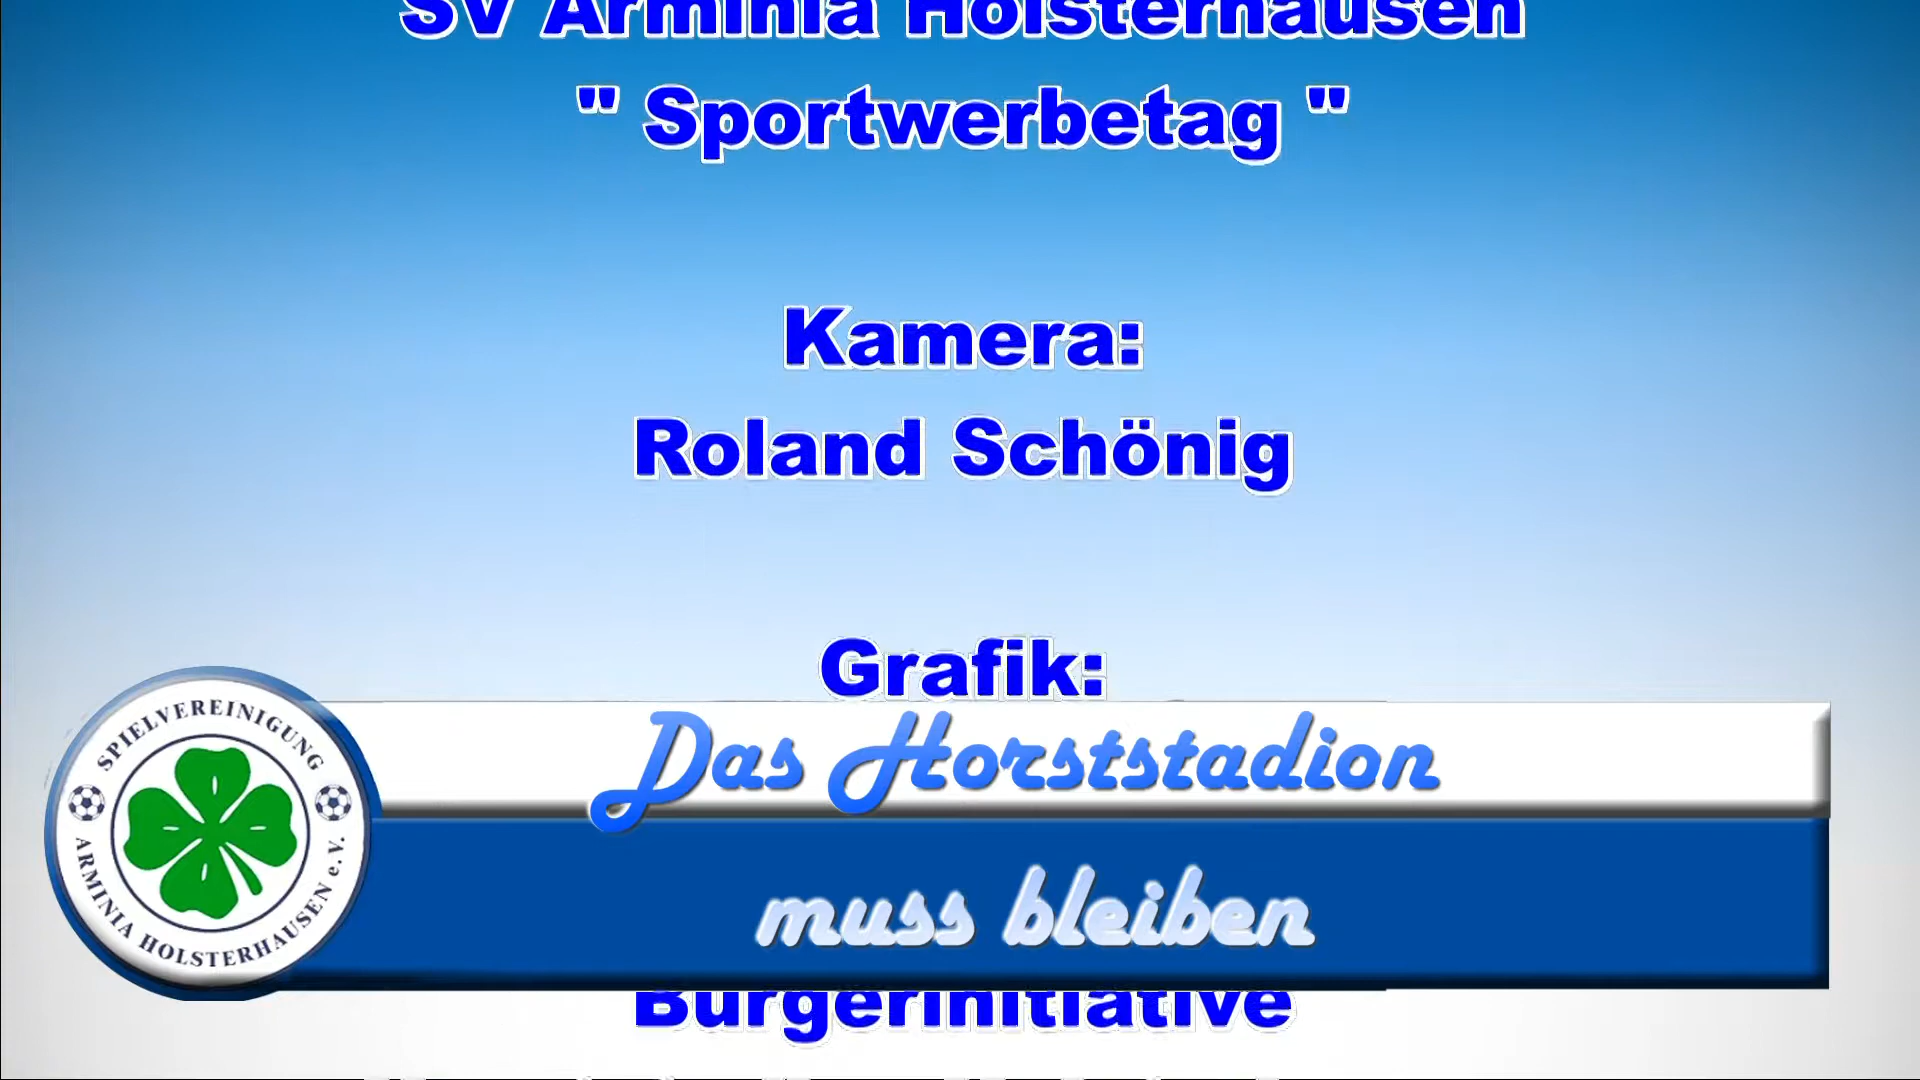 SV Arminia Holsterhausen
" Sportwerbetag "
Kamera:
Roland Schönig
Grafik:
Das Horststadion
muss bleiben
SPIELVEREINIGUNG
ARMINIA HOLSTERHAUSEN e.V.
Bürgerinitiative